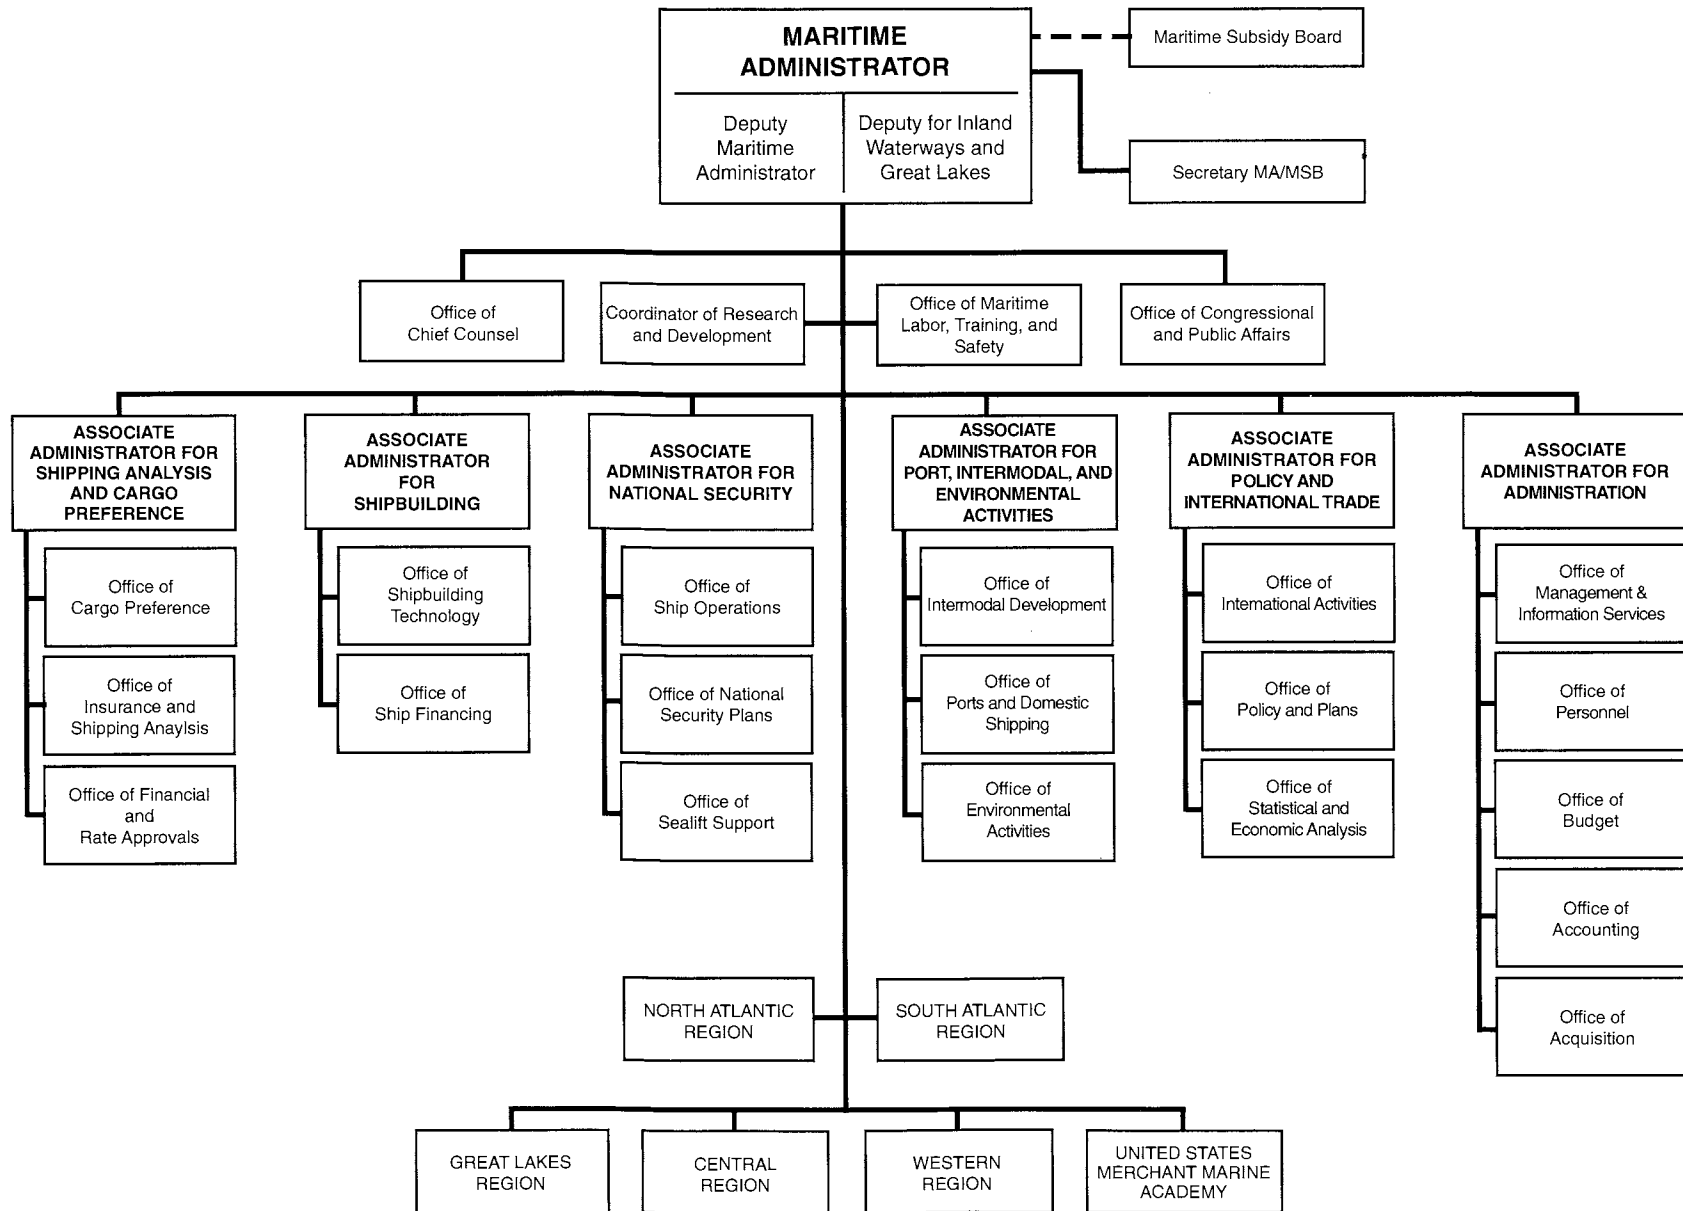 MARITIME
ADMINISTRATOR
Deputy
Maritime
Administrator
Deputy for Inland
Waterways and
Great Lakes
Maritime Subsidy Board
Secretary MA/MSB
Office of
Chief Counsel
Coordinator of Research
and Development
Office of Maritime
Labor, Training, and
Safety
Office of Congressional
and Public Affairs
ASSOCIATE
ADMINISTRATOR FOR
SHIPPING ANALYSIS
AND CARGO
PREFERENCE
Office of
Cargo Preference
Office of
Insurance and
Shipping Anaylsis
Office of Financial
and
Rate Approvals
ASSOCIATE
ADMINISTRATOR
FOR
SHIPBUILDING
Office of
Shipbuilding
Technology
Office of
Ship Financing
ASSOCIATE
ADMINISTRATOR FOR
NATIONAL SECURITY
Office of
Ship Operations
Office of National
Security Plans
Office of
Sealift Support
ASSOCIATE
ADMINISTRATOR FOR
PORT, INTERMODAL, AND
ENVIRONMENTAL
ACTIVITIES
Office of
Intermodal Development
Office of
Ports and Domestic
Shipping
Office of
Environmental
Activities
ASSOCIATE
ADMINISTRATOR FOR
POLICY AND
INTERNATIONAL TRADE
Office of
International Activities
Office of
Policy and Plans
Office of
Statistical and
Economic Analysis
ASSOCIATE
ADMINISTRATOR FOR
ADMINISTRATION
Office of
Management &
Information Services
Office of
Personnel
Office of
Budget
Office of
Accounting
Office of
Acquisition
NORTH ATLANTIC
REGION
SOUTH ATLANTIC
REGION
GREAT LAKES
REGION
CENTRAL
REGION
WESTERN
REGION
UNITED STATES
MERCHANT MARINE
ACADEMY